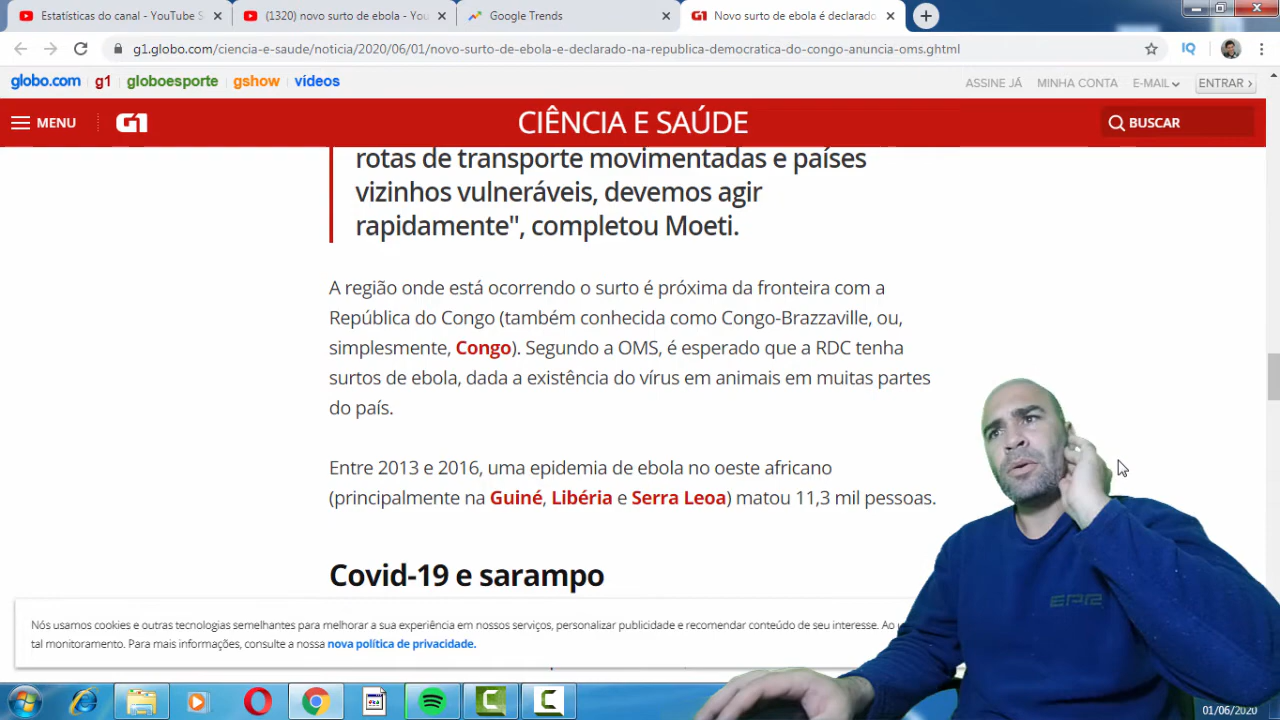 Estatísticas do canal - YouTube S
(1320) novo surto de ebola - You
Google Trends
Novo surto de ebola é declarado
g1.globo.com/ciencia-e-saude/noticia/2020/06/01/novo-surto-de-ebola-e-declarado-na-republica-democratica-do-congo-anuncia-oms.ghtml
IQ
globo.com g1 globoesporte gshow vídeos
ASSINE JÁ MINHA CONTA E-MAIL ENTRAR
MENU G1 CIÊNCIA E SAÚDE BUSCAR
rotas de transporte movimentadas e países
vizinhos vulneráveis, devemos agir
rapidamente", completou Moeti.
A região onde está ocorrendo o surto é próxima da fronteira com a
República do Congo (também conhecida como Congo-Brazzaville, ou,
simplesmente, Congo). Segundo a OMS, é esperado que a RDC tenha
surtos de ebola, dada a existência do vírus em animais em muitas partes
do país.
Entre 2013 e 2016, uma epidemia de ebola no oeste africano
(principalmente na Guiné, Libéria e Serra Leoa) matou 11,3 mil pessoas.
Covid-19 e sarampo
Nós usamos cookies e outras tecnologias semelhantes para melhorar a sua experiência em nossos serviços, personalizar publicidade e recomendar conteúdo de seu interesse. Ao
tal monitoramento. Para mais informações, consulte a nossa nova política de privacidade.
EPR
01/06/2020